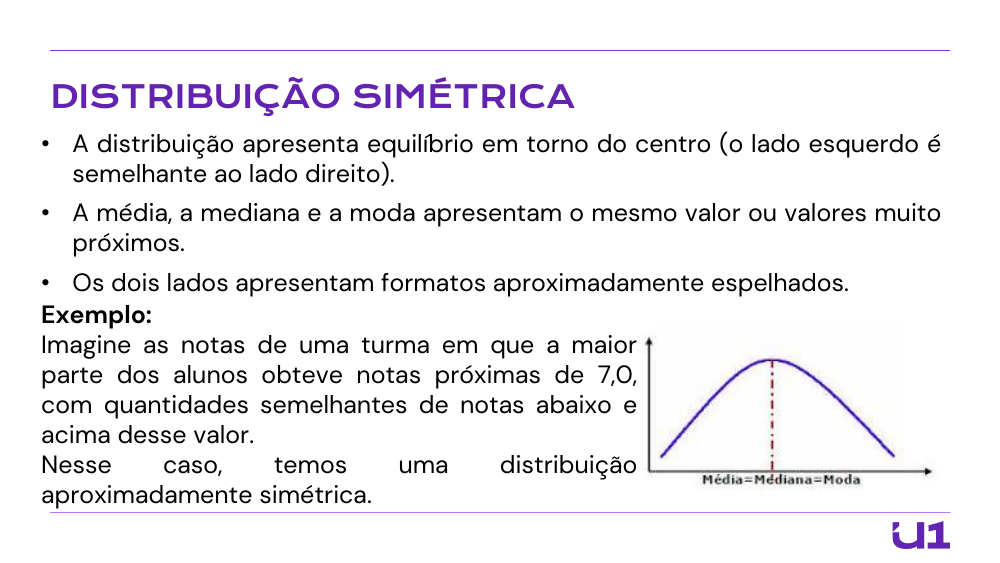 DISTRIBUIÇÃO SIMÉTRICA
• A distribuição apresenta equilíbrio em torno do centro (o lado esquerdo é
semelhante ao lado direito).
• A média, a mediana e a moda apresentam o mesmo valor ou valores muito
próximos.
• Os dois lados apresentam formatos aproximadamente espelhados.
Exemplo:
Imagine as notas de uma turma em que a maior
parte dos alunos obteve notas próximas de 7,0,
com quantidades semelhantes de notas abaixo e
acima desse valor.
Nesse caso, temos uma distribuição
aproximadamente simétrica.
Média=Mediana=Moda
U1